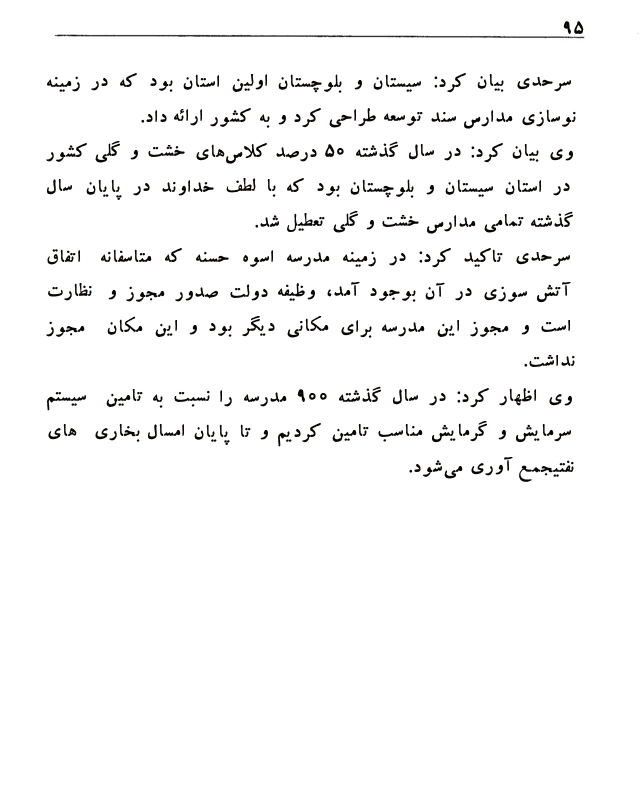 ۹۵
سرحدی بیان کرد: سیستان و بلوچستان اولین استان بود که در زمینه
نوسازی مدارس سند توسعه طراحی کرد و به کشور ارائه داد.
وی بیان کرد: در سال گذشته ۵۰ درصد کلاس‌های خشت و گلی کشور
در استان سیستان و بلوچستان بود که با لطف خداوند در پایان سال
گذشته تمامی مدارس خشت و گلی تعطیل شد.
سرحدی تاکید کرد: در زمینه مدرسه اسوه حسنه که متاسفانه اتفاق
آتش سوزی در آن بوجود آمد، وظیفه دولت صدور مجوز و نظارت
است و مجوز این مدرسه برای مکانی دیگر بود و این مکان مجوز
نداشت.
وی اظهار کرد: در سال گذشته ۹۰۰ مدرسه را نسبت به تامین سیستم
سرمایش و گرمایش مناسب تامین کردیم و تا پایان امسال بخاری های
نفتیجمع آوری می‌شود.